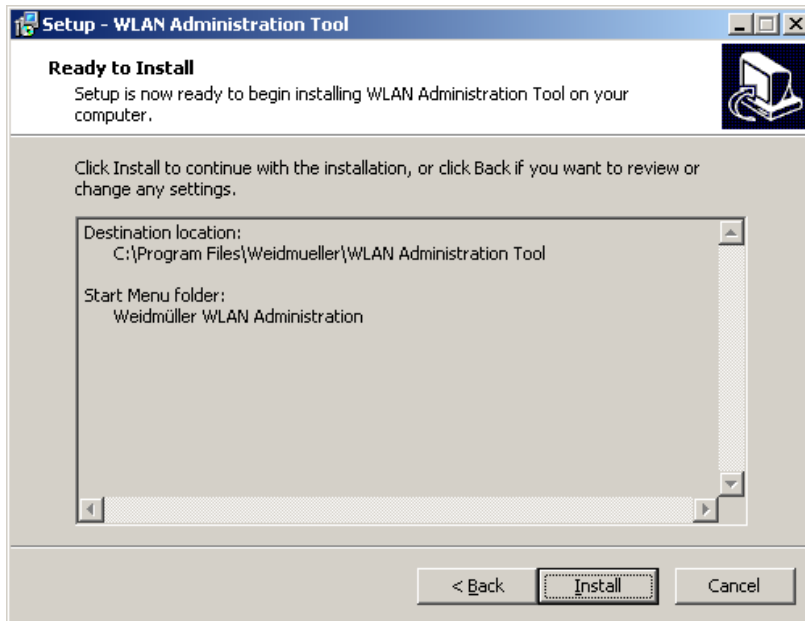 Setup - WLAN Administration Tool
Ready to Install
Setup is now ready to begin installing WLAN Administration Tool on your
computer.
Click Install to continue with the installation, or click Back if you want to review or
change any settings.
Destination location:
C:\Program Files\Weidmueller\WLAN Administration Tool
Start Menu folder:
Weidmüller WLAN Administration
< Back
Install
Cancel